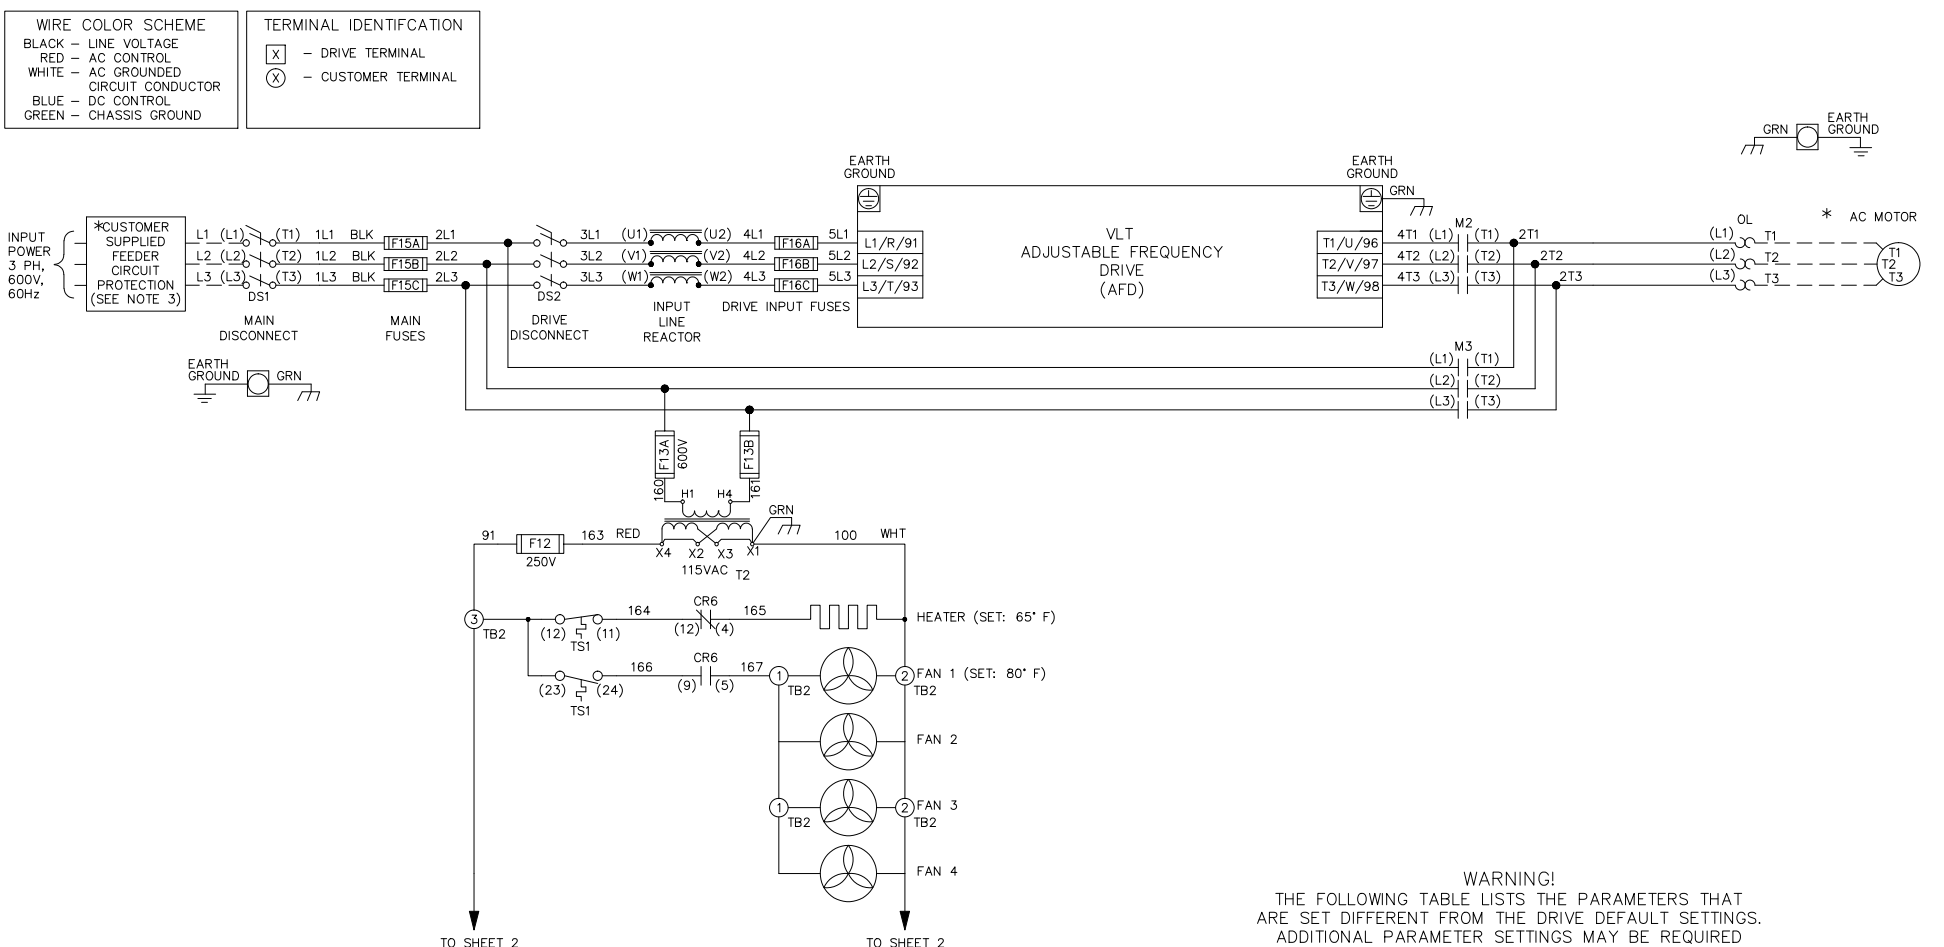 WIRE COLOR SCHEME
BLACK – LINE VOLTAGE
RED – AC CONTROL
WHITE – AC GROUNDED
CIRCUIT CONDUCTOR
BLUE – DC CONTROL
GREEN – CHASSIS GROUND
TERMINAL IDENTIFCATION
X – DRIVE TERMINAL
X – CUSTOMER TERMINAL
GRN
EARTH
GROUND
INPUT
POWER
3 PH,
600V,
60Hz
*CUSTOMER
SUPPLIED
FEEDER
CIRCUIT
PROTECTION
(SEE NOTE 3)
L1 (L1) (T1) 1L1 BLK F15A 2L1
L2 (L2) (T2) 1L2 BLK F15B 2L2
L3 (L3) (T3) 1L3 BLK F15C 2L3
DS1
MAIN
DISCONNECT
MAIN
FUSES
3L1 (U1) (U2) 4L1 F16A 5L1
3L2 (V1) (V2) 4L2 F16B 5L2
3L3 (W1) (W2) 4L3 F16C 5L3
DS2
DRIVE
DISCONNECT
INPUT
LINE
REACTOR
DRIVE INPUT FUSES
EARTH
GROUND
L1/R/91
L2/S/92
L3/T/93
VLT
ADJUSTABLE FREQUENCY
DRIVE
(AFD)
EARTH
GROUND
GRN
T1/U/96
T2/V/97
T3/W/98
M2
4T1 (L1) (T1) 2T1
4T2 (L2) (T2) 2T2
4T3 (L3) (T3) 2T3
OL
(L1) T1
(L2) T2
(L3) T3
* AC MOTOR
T1
T2
T3
M3
(L1) (T1)
(L2) (T2)
(L3) (T3)
EARTH
GROUND
GRN
F13A
600V
F13B
160
161
H1 H4
GRN
91 F12 163 RED
250V
X4 X2 X3 X1
100 WHT
115VAC T2
3
TB2
(12) (11) 164
TS1
CR6
(12) (4) 165
HEATER (SET: 65° F)
(23) (24) 166
TS1
CR6
(9) (5) 167
1
TB2
2
TB2
FAN 1 (SET: 80° F)
FAN 2
1
TB2
2
TB2
FAN 3
FAN 4
TO SHEET 2
TO SHEET 2
WARNING!
THE FOLLOWING TABLE LISTS THE PARAMETERS THAT
ARE SET DIFFERENT FROM THE DRIVE DEFAULT SETTINGS.
ADDITIONAL PARAMETER SETTINGS MAY BE REQUIRED